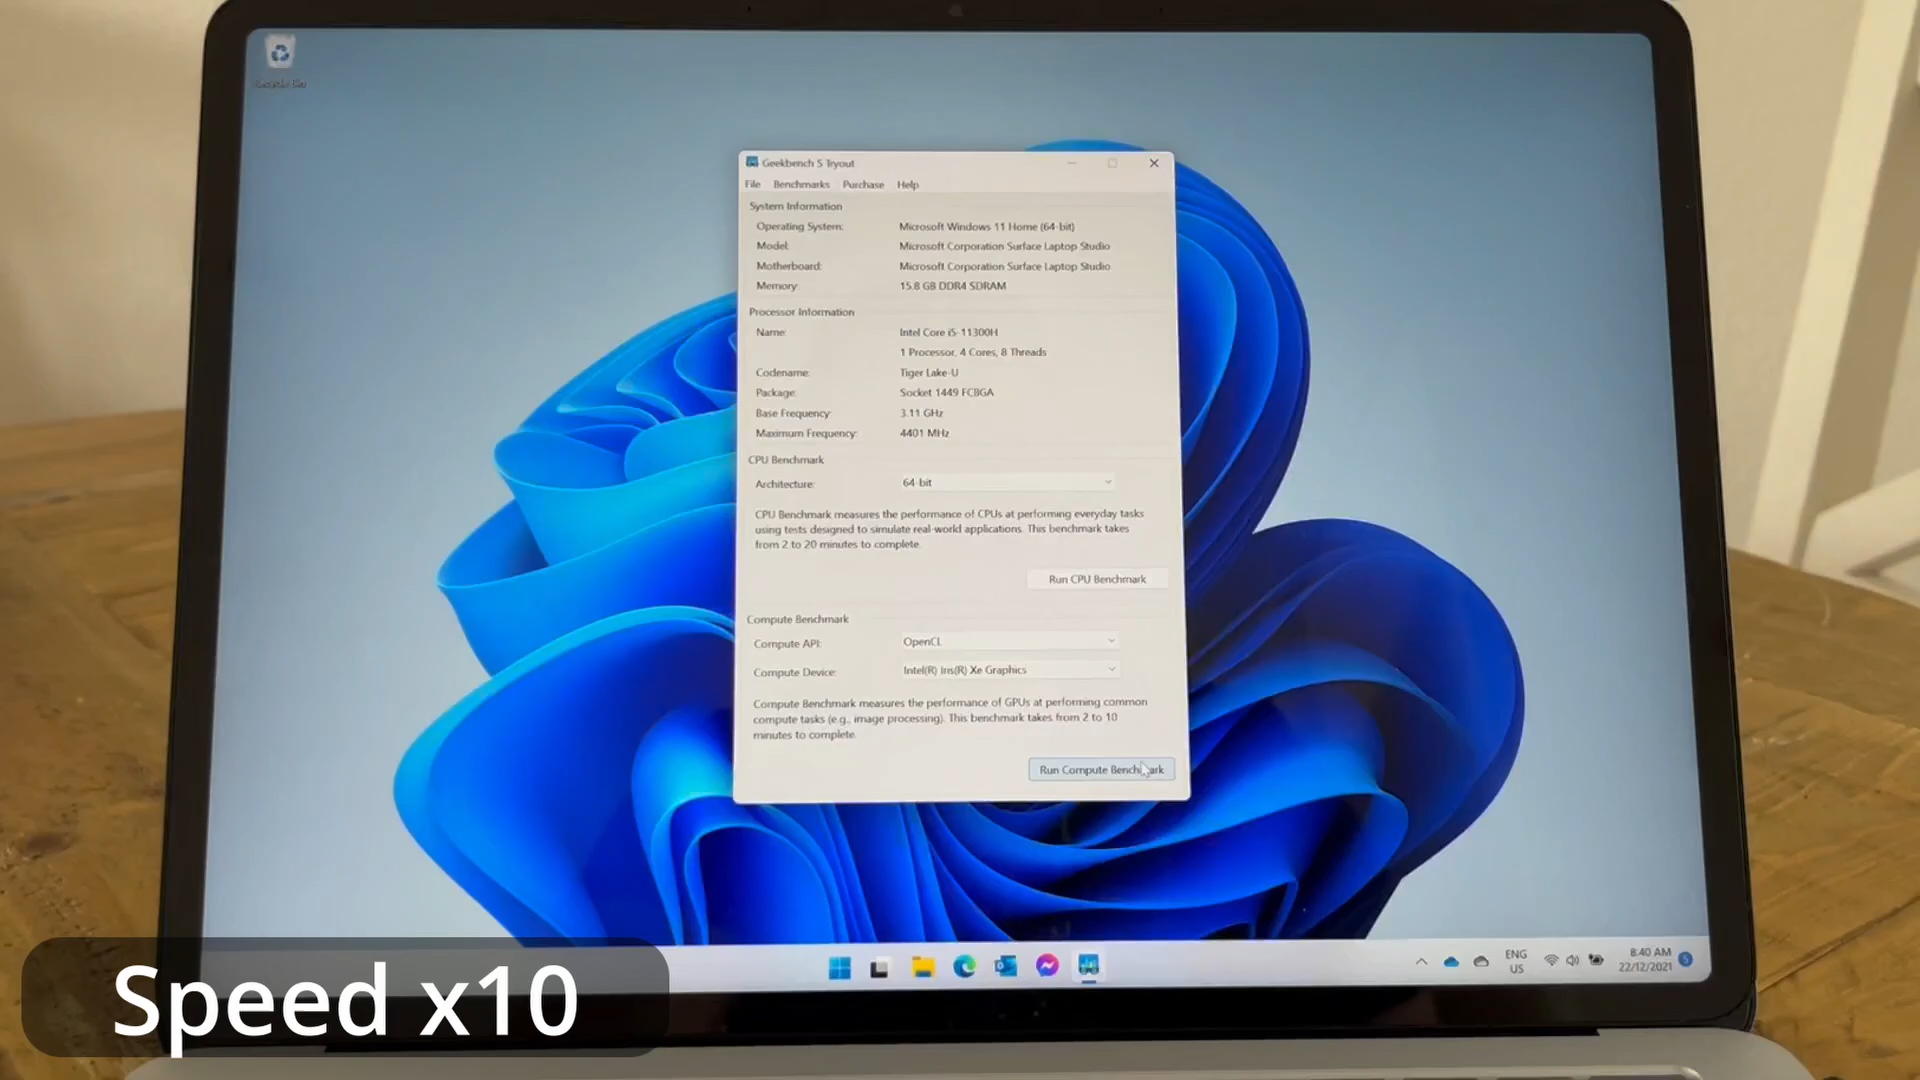 Recycle Bin
Geekbench 5 Tryout
File Benchmarks Purchase Help
System Information
Operating System: Microsoft Windows 11 Home (64-bit)
Model: Microsoft Corporation Surface Laptop Studio
Motherboard: Microsoft Corporation Surface Laptop Studio
Memory: 15.8 GB DDR4 SDRAM
Processor Information
Name: Intel Core i5-11300H
1 Processor, 4 Cores, 8 Threads
Codename: Tiger Lake-U
Package: Socket 1449 FCBGA
Base Frequency: 3.11 GHz
Maximum Frequency: 4401 MHz
CPU Benchmark
Architecture: 64-bit
CPU Benchmark measures the performance of CPUs at performing everyday tasks
using tests designed to simulate real-world applications. This benchmark takes
from 2 to 20 minutes to complete.
Run CPU Benchmark
Compute Benchmark
Compute API: OpenCL
Compute Device: Intel(R) Iris(R) Xe Graphics
Compute Benchmark measures the performance of GPUs at performing common
compute tasks (e.g., image processing). This benchmark takes from 2 to 10
minutes to complete.
Run Compute Benchmark
ENG
US
8:40 AM
22/12/2021
5
Speed x10